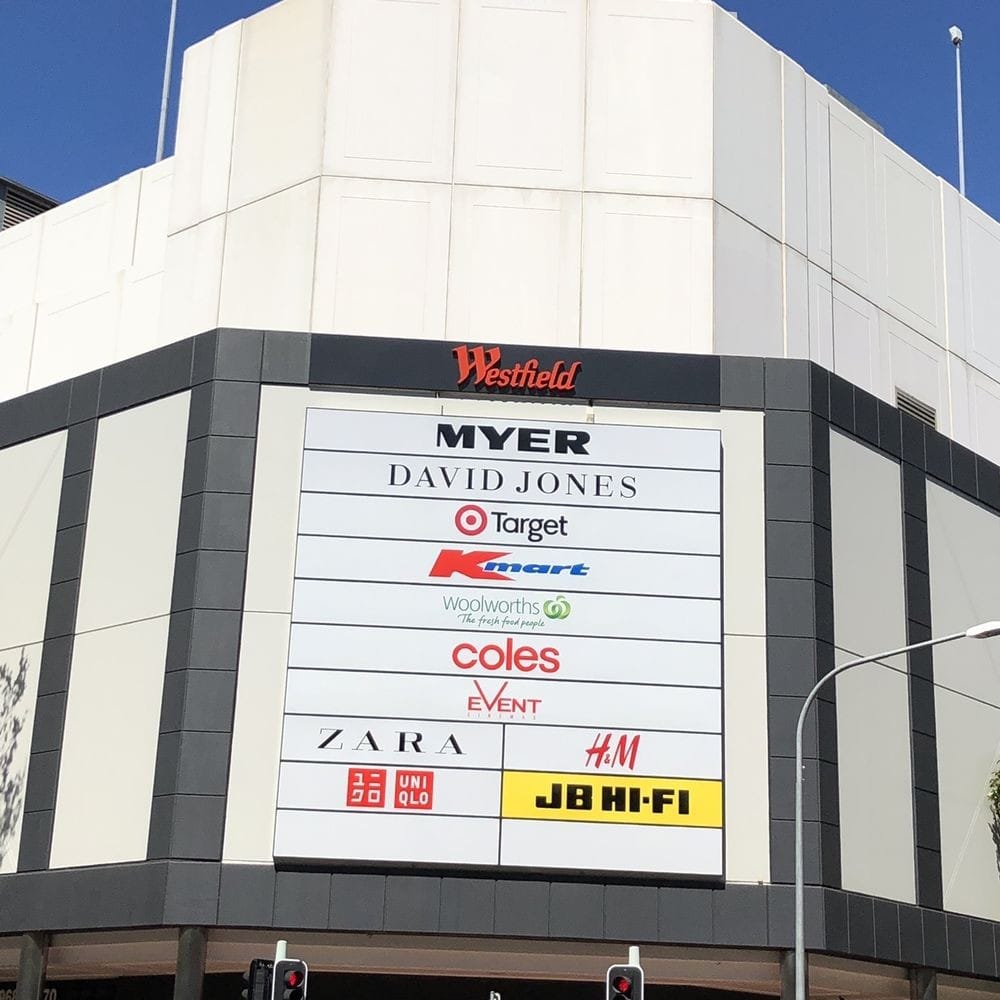 Westfield
MYER
DAVID JONES
Target
Kmart
Woolworths
The fresh food people
coles
EVENT
CINEMAS
ZARA
H&M
ユニ
クロ
UNI
QLO
JB HI-FI